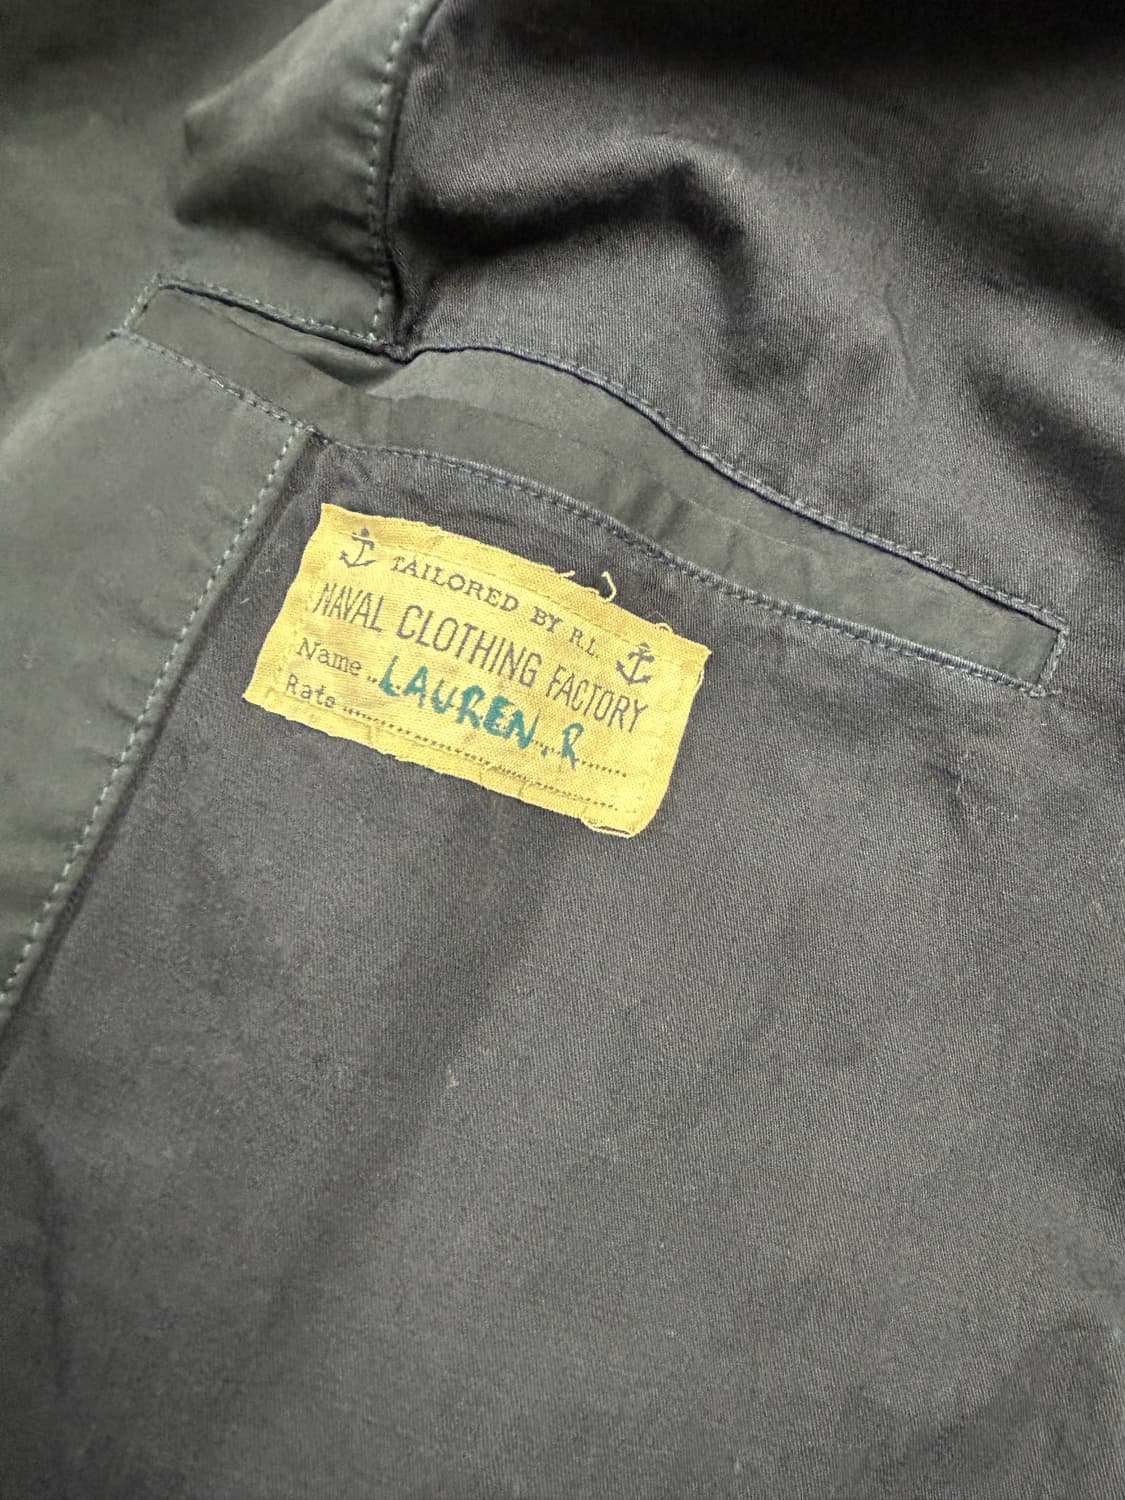 TAILORED BY R.L.
NAVAL CLOTHING FACTORY
Name..LAUREN.R......
Rate ..............................